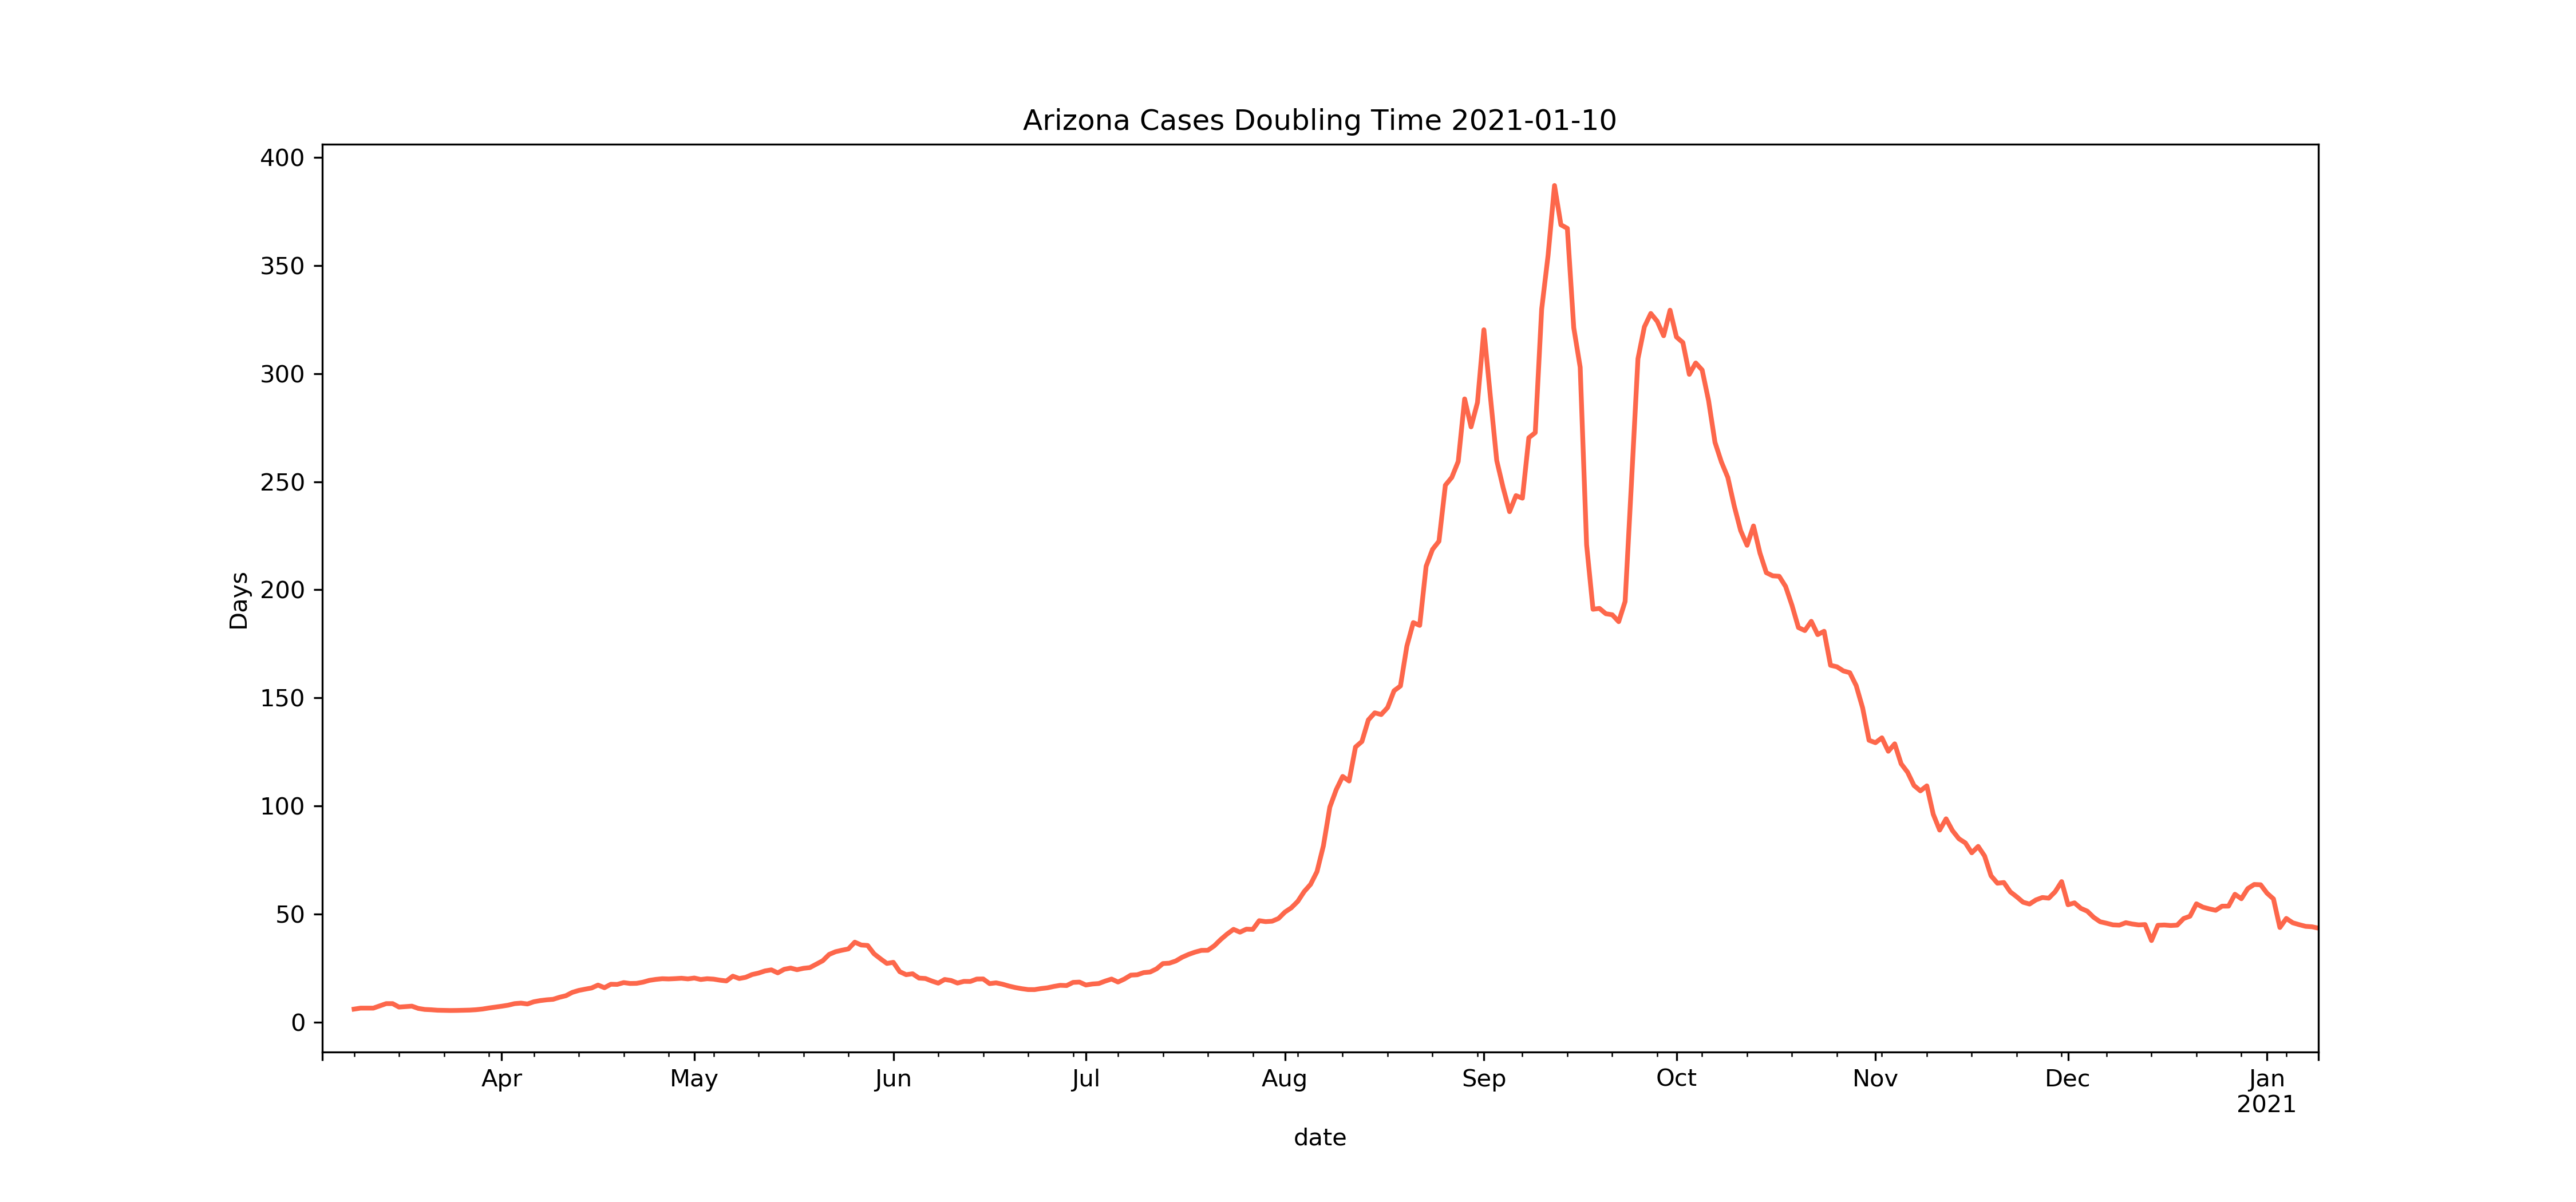 Arizona Cases Doubling Time 2021-01-10
400
350
300
250
200
150
100
50
0
Days
Apr May Jun Jul Aug Sep Oct Nov Dec Jan
2021
date